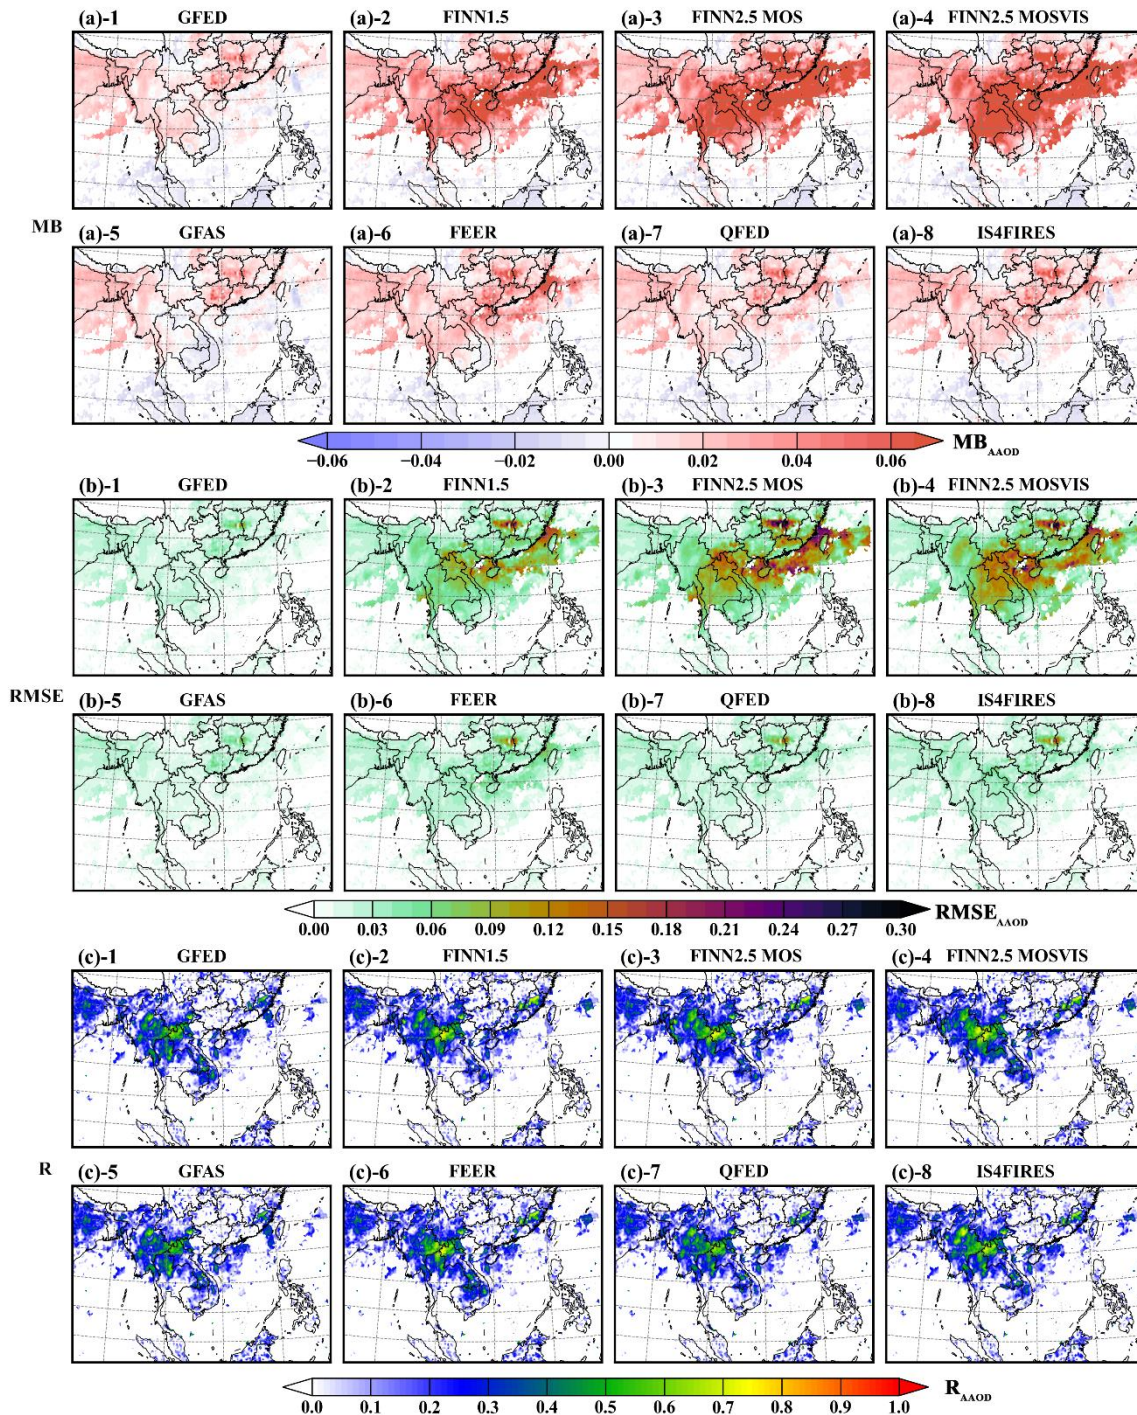 (a)-1 GFED (a)-2 FINN1.5 (a)-3 FINN2.5 MOS (a)-4 FINN2.5 MOSVIS
MB
(a)-5 GFAS (a)-6 FEER (a)-7 QFED (a)-8 IS4FIRES
−0.06 −0.04 −0.02 0.00 0.02 0.04 0.06 MB AAOD
(b)-1 GFED (b)-2 FINN1.5 (b)-3 FINN2.5 MOS (b)-4 FINN2.5 MOSVIS
RMSE
(b)-5 GFAS (b)-6 FEER (b)-7 QFED (b)-8 IS4FIRES
0.00 0.03 0.06 0.09 0.12 0.15 0.18 0.21 0.24 0.27 0.30 RMSE AAOD
(c)-1 GFED (c)-2 FINN1.5 (c)-3 FINN2.5 MOS (c)-4 FINN2.5 MOSVIS
R
(c)-5 GFAS (c)-6 FEER (c)-7 QFED (c)-8 IS4FIRES
0.0 0.1 0.2 0.3 0.4 0.5 0.6 0.7 0.8 0.9 1.0 R AAOD